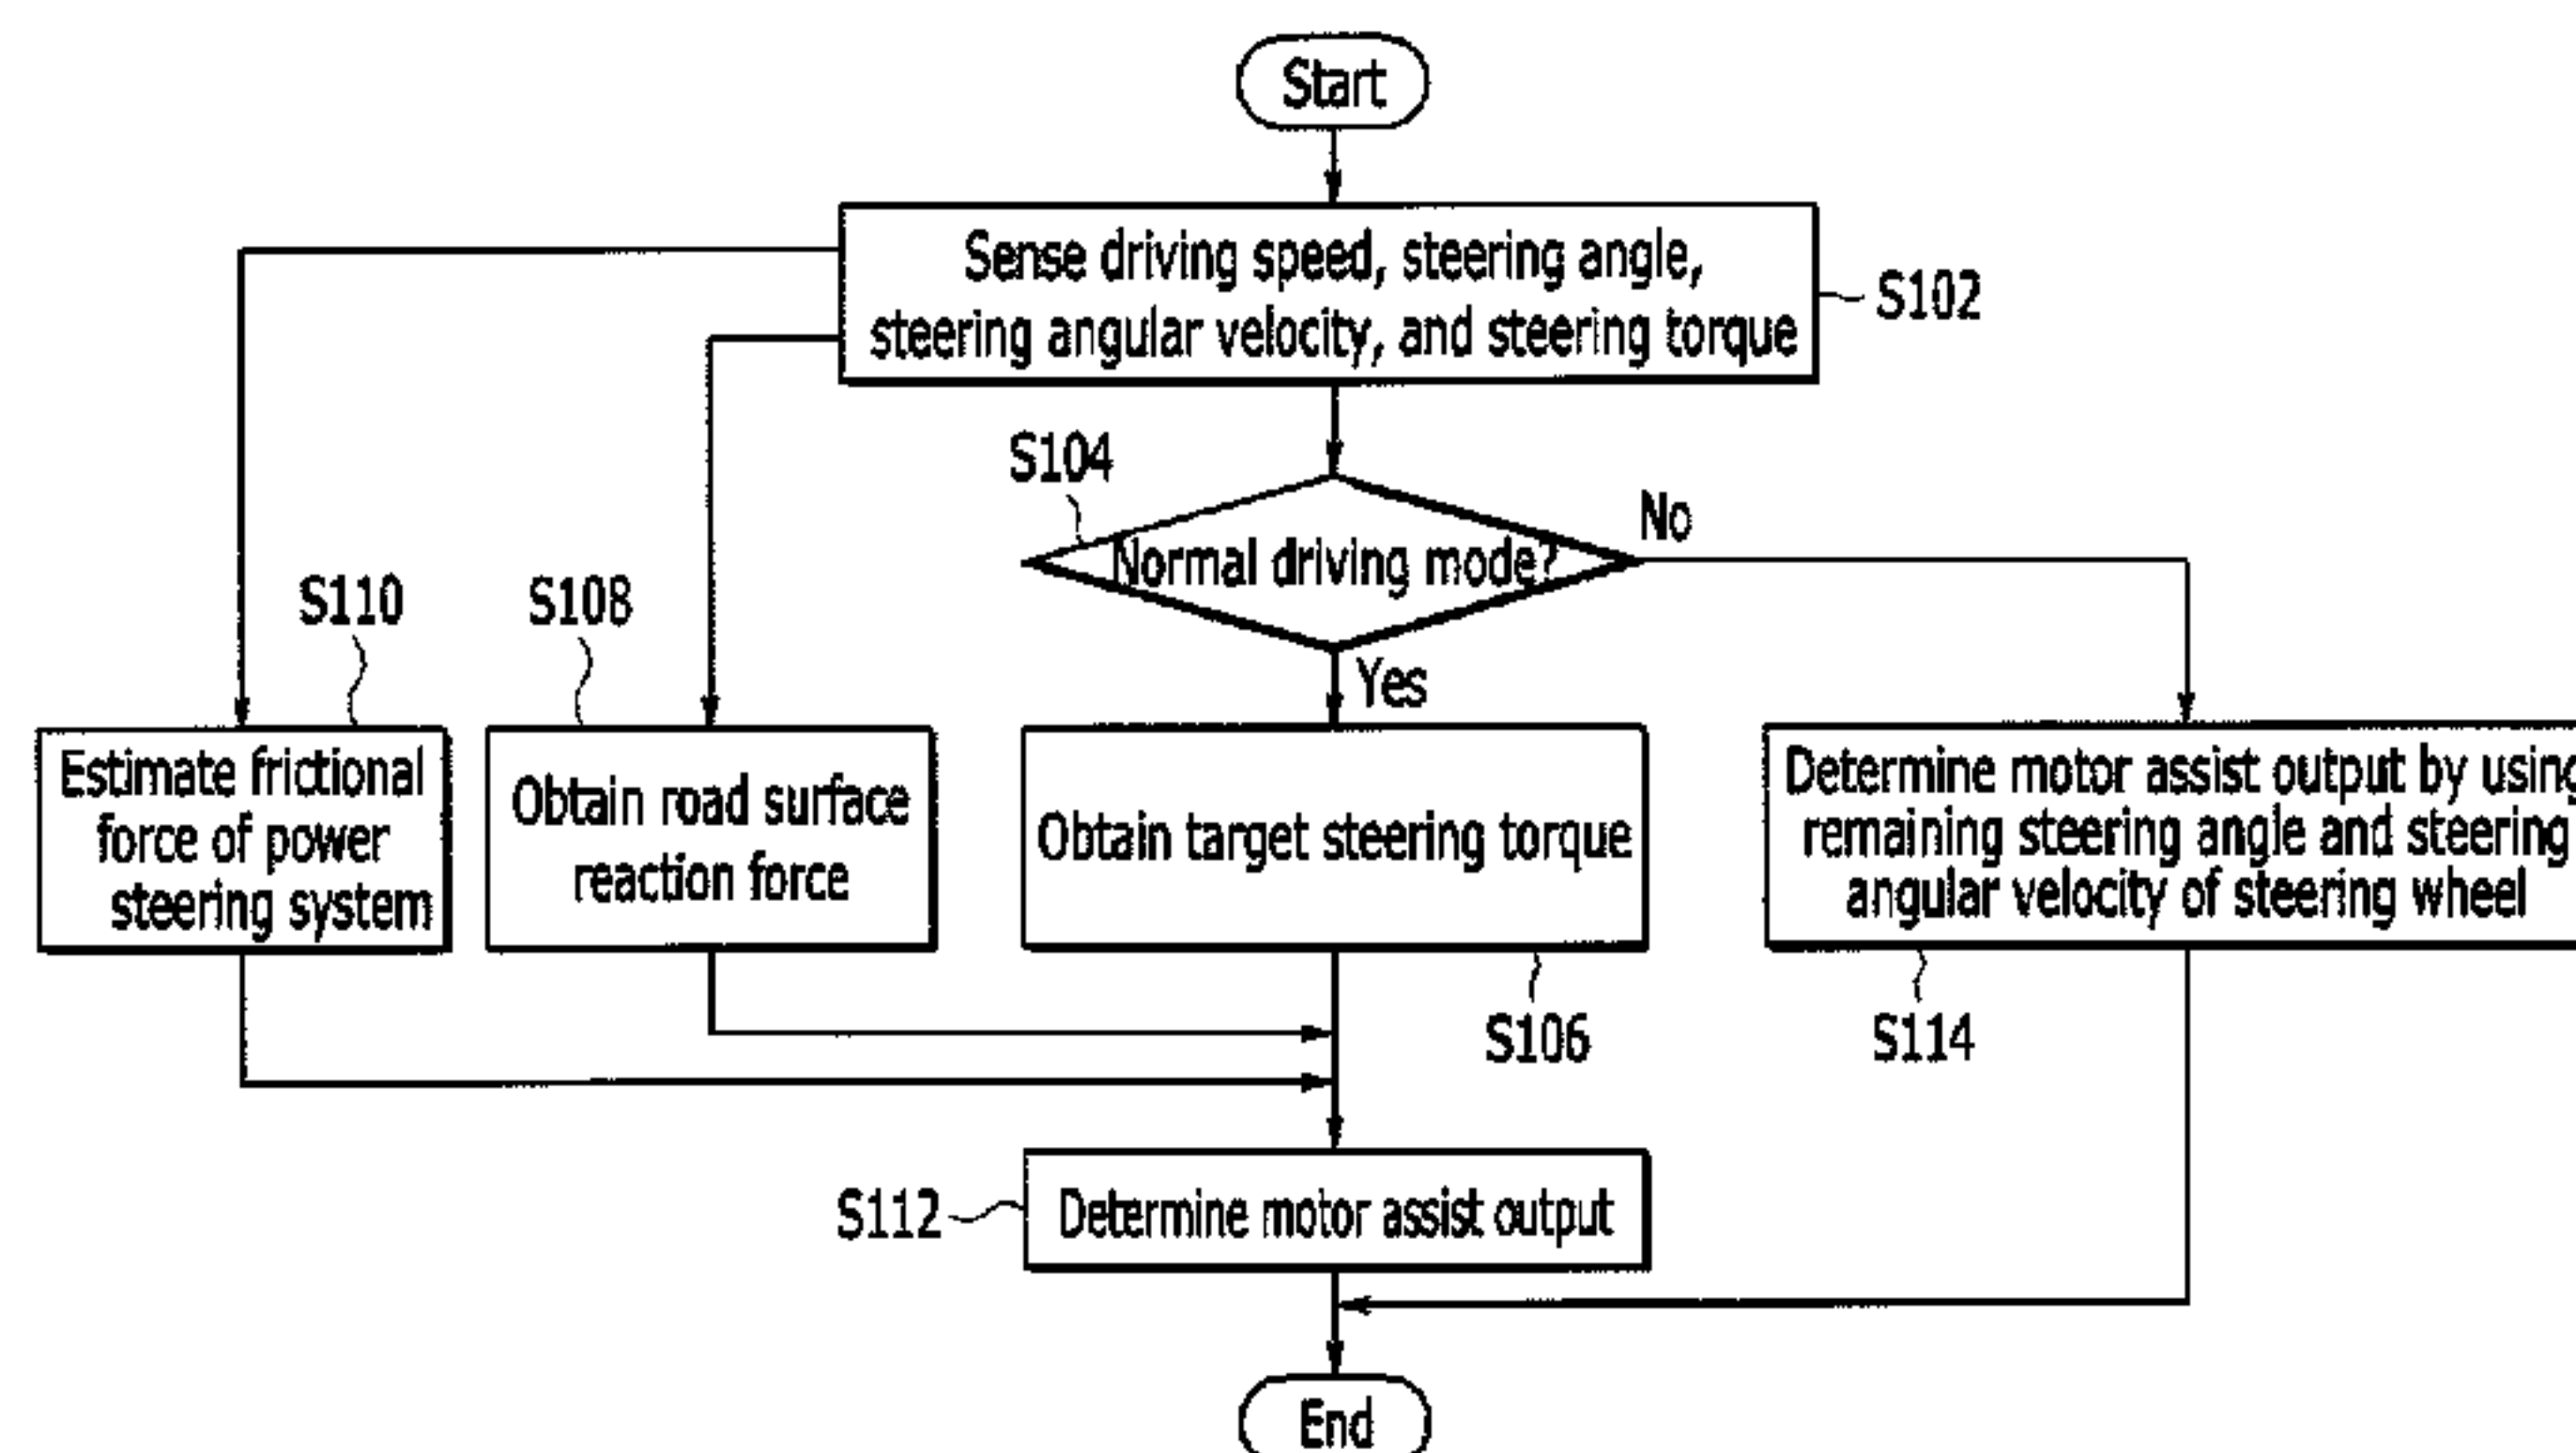 Start
Sense driving speed, steering angle,
steering angular velocity, and steering torque
S102
S104
Normal driving mode?
No
Yes
S110
Estimate frictional
force of power
steering system
S108
Obtain road surface
reaction force
Obtain target steering torque
S106
Determine motor assist output by using
remaining steering angle and steering
angular velocity of steering wheel
S114
S112
Determine motor assist output
End